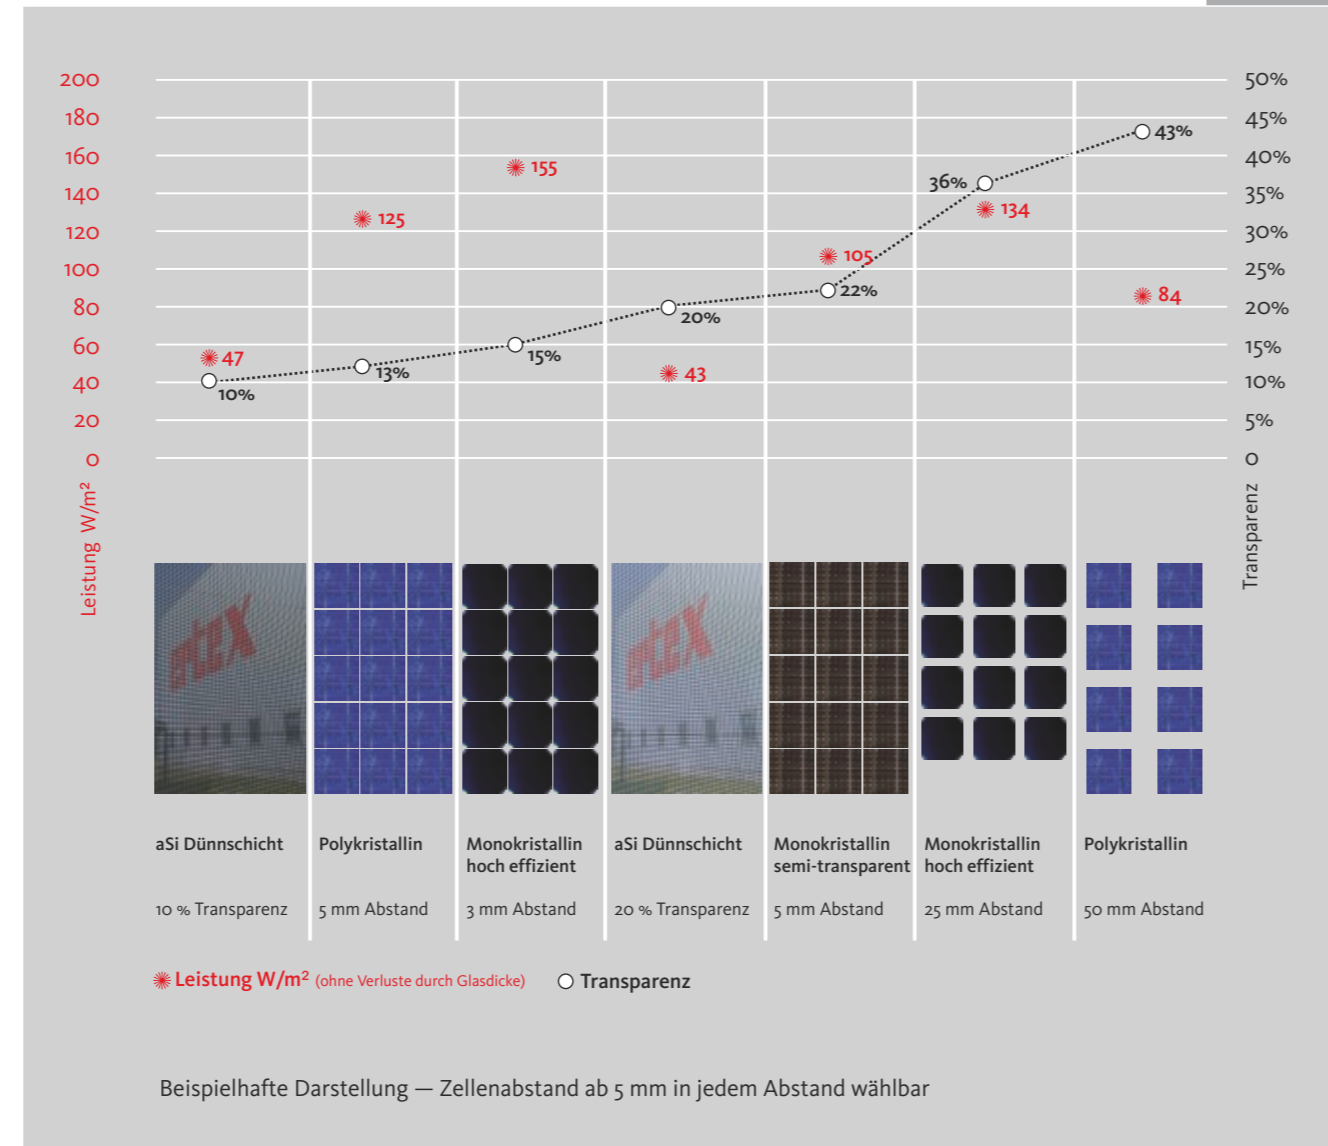 200
50%
180
45%
43%
160
155
40%
36%
140
134
35%
125
120
30%
105
100
25%
22%
84
80
20%
20%
60
47
15%
15%
13%
43
40
10%
10%
20
5%
0
0
Leistung W/m²
Transparenz
ertex
ertex
aSi Dünnschicht
Polykristallin
Monokristallin
hoch effizient
aSi Dünnschicht
Monokristallin
semi-transparent
Monokristallin
hoch effizient
Polykristallin
10 % Transparenz
5 mm Abstand
3 mm Abstand
20 % Transparenz
5 mm Abstand
25 mm Abstand
50 mm Abstand
Leistung W/m² (ohne Verluste durch Glasdicke)
Transparenz
Beispielhafte Darstellung — Zellenabstand ab 5 mm in jedem Abstand wählbar